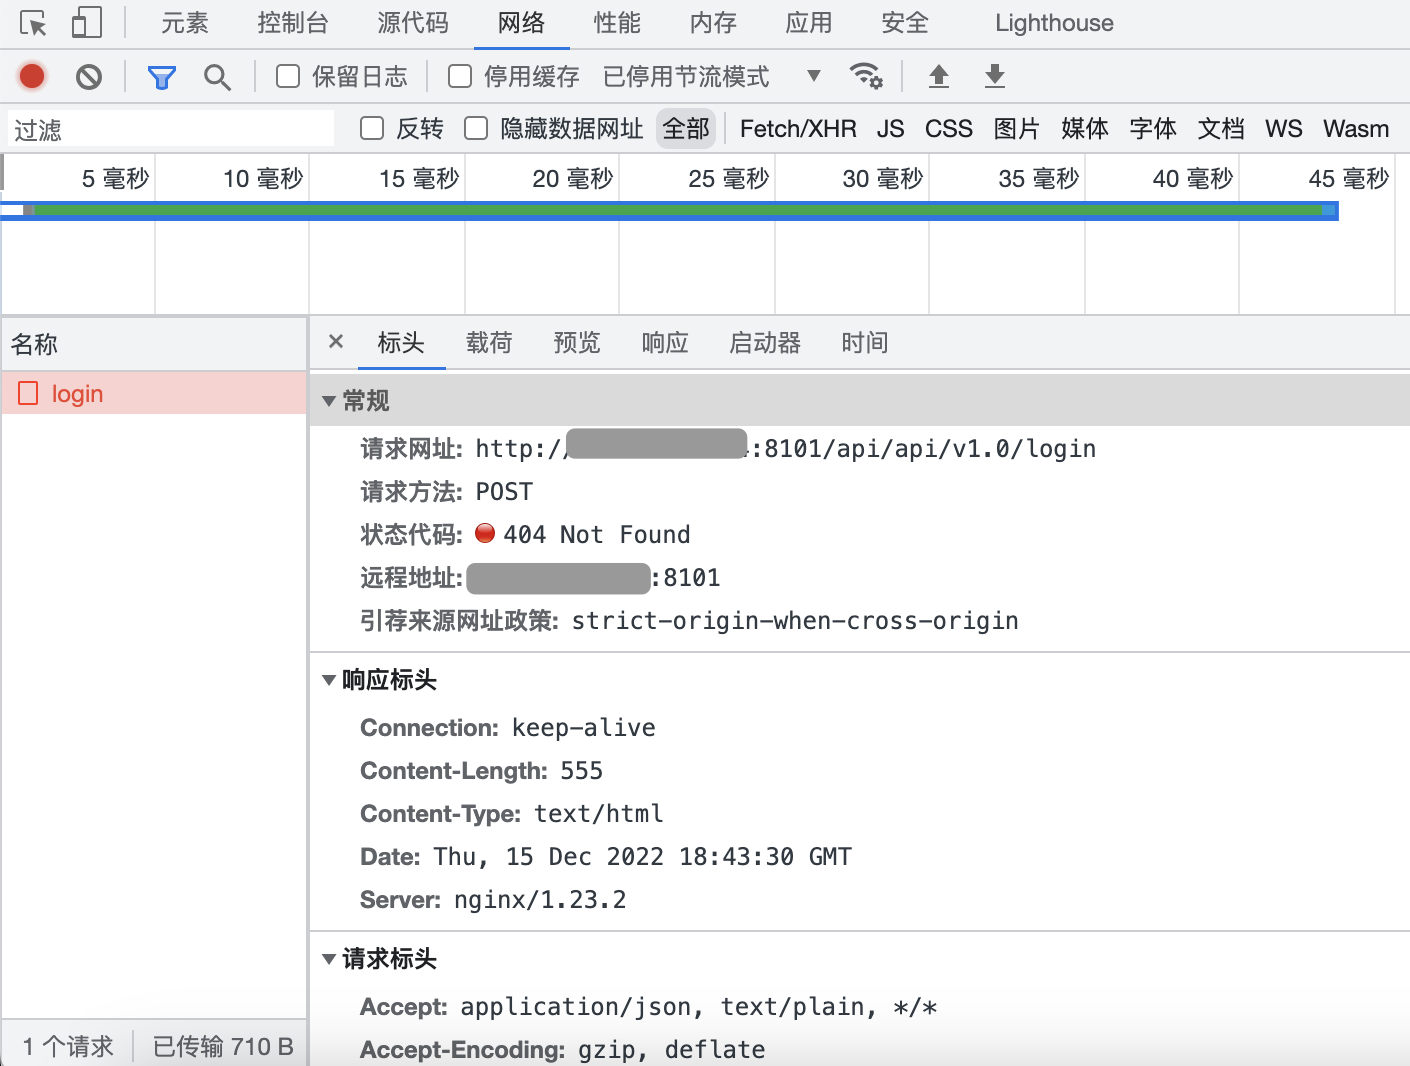 元素 控制台 源代码 网络 性能 内存 应用 安全 Lighthouse
保留日志 停用缓存 已停用节流模式
过滤 反转 隐藏数据网址 全部 Fetch/XHR JS CSS 图片 媒体 字体 文档 WS Wasm
5 毫秒 10 毫秒 15 毫秒 20 毫秒 25 毫秒 30 毫秒 35 毫秒 40 毫秒 45 毫秒
名称
login
× 标头 载荷 预览 响应 启动器 时间
常规
请求网址: http:/ :8101/api/api/v1.0/login
请求方法: POST
状态代码: 404 Not Found
远程地址: :8101
引荐来源网址政策: strict-origin-when-cross-origin
响应标头
Connection: keep-alive
Content-Length: 555
Content-Type: text/html
Date: Thu, 15 Dec 2022 18:43:30 GMT
Server: nginx/1.23.2
请求标头
Accept: application/json, text/plain, */*
Accept-Encoding: gzip, deflate
1 个请求 已传输 710 B